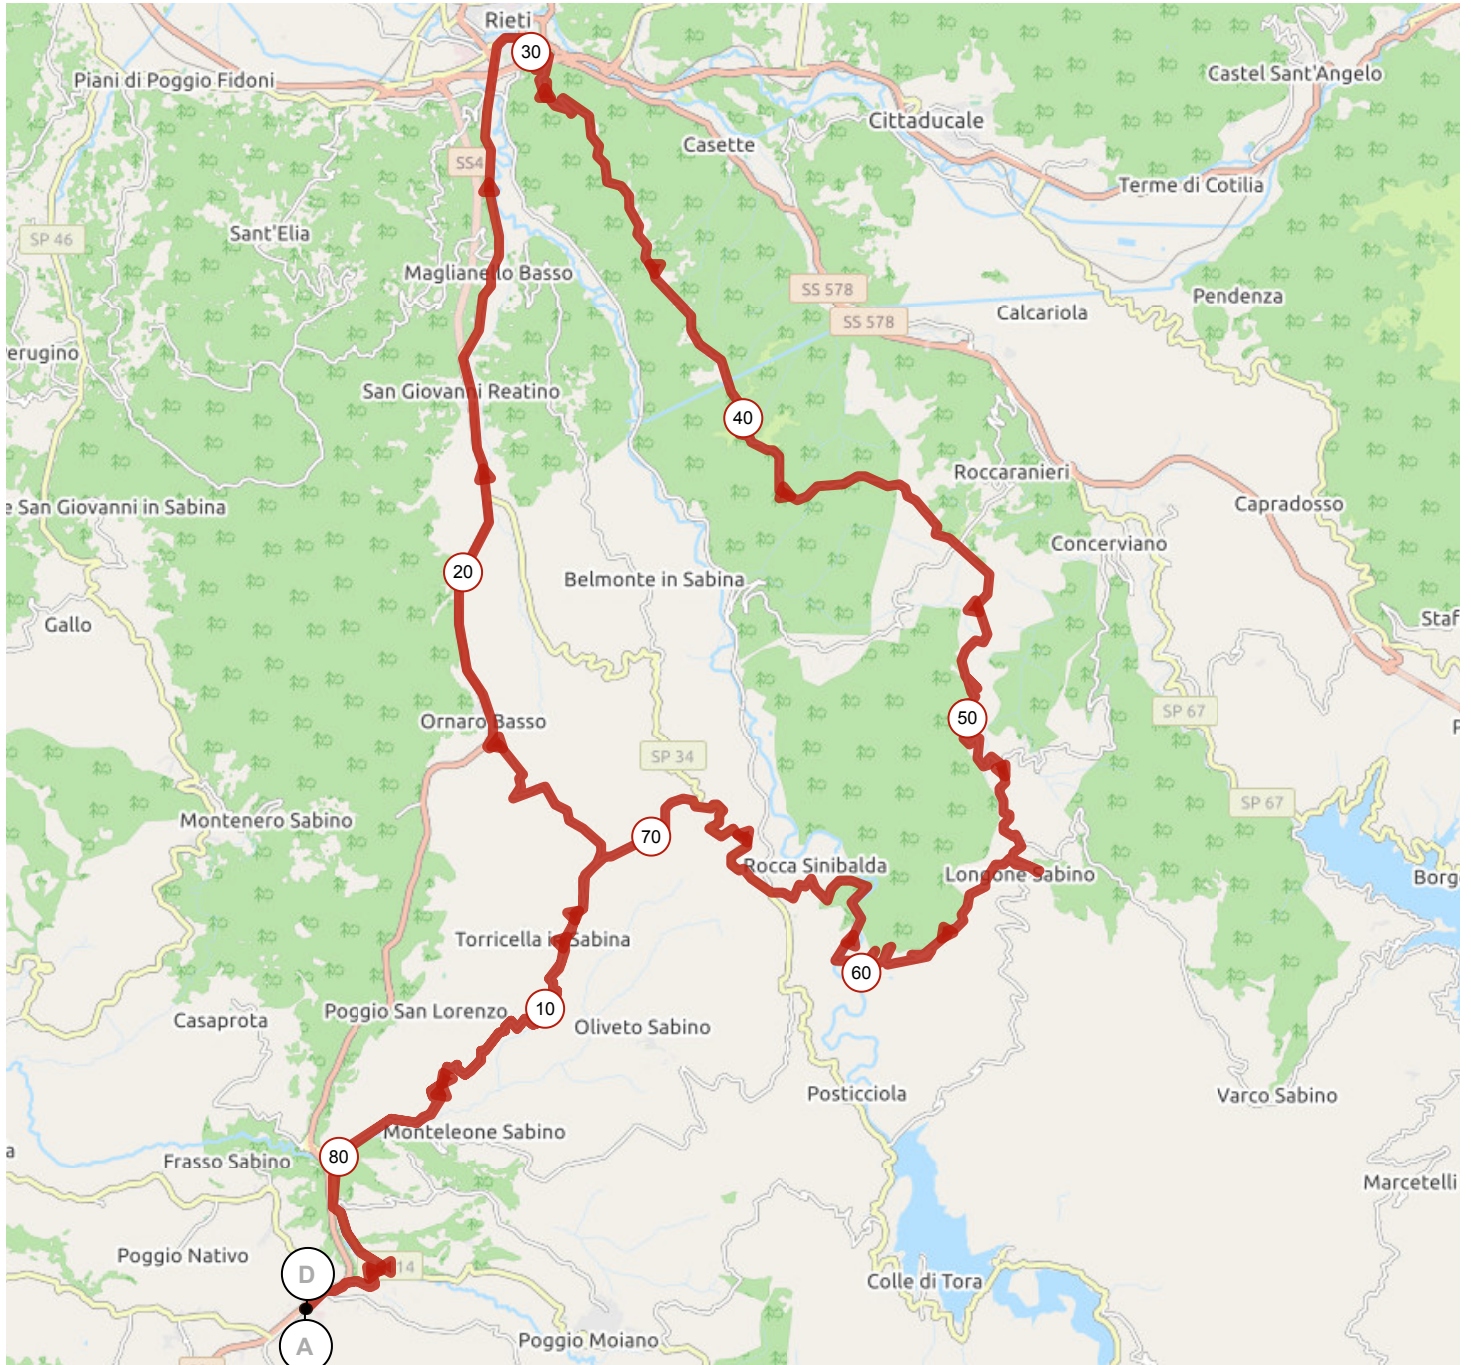 Rieti
30
Piani di Poggio Fidoni
Castel Sant'Angelo
Cittaducale
Casette
SS4
Terme di Cotilia
SP 46
Sant'Elia
Maglianello Basso
SS 578
Pendenza
Calcariola
SS 578
erugino
San Giovanni Reatino
40
Roccaranieri
e San Giovanni in Sabina
Capradosso
Concerviano
20
Belmonte in Sabina
Gallo
Staf
SP 67
50
Ornaro Basso
SP 34
SP 67
Montenero Sabino
70
Rocca Sinibalda
Longone Sabino
Borg
Torricella in Sabina
60
10
Poggio San Lorenzo
Casaprota
Oliveto Sabino
Posticciola
Varco Sabino
Monteleone Sabino
a
80
Frasso Sabino
Marcetelli
Poggio Nativo
14
D
Colle di Tora
A
Poggio Moiano